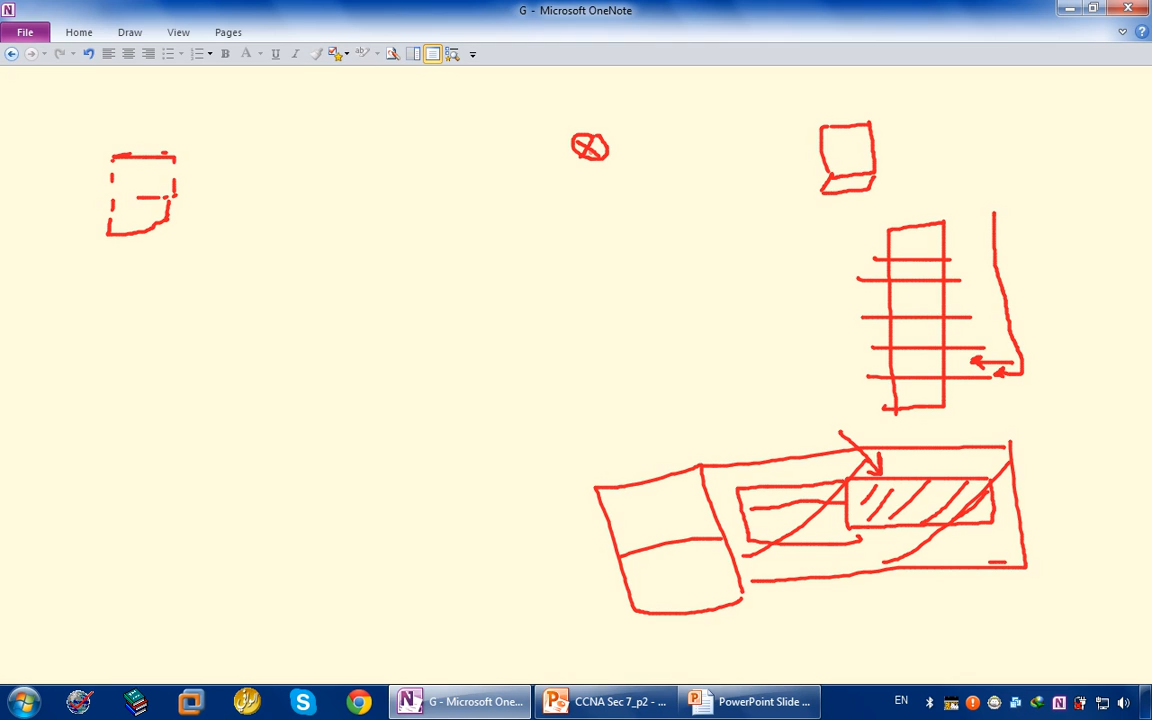 G - Microsoft OneNote
File Home Draw View Pages
B A U I
G - Microsoft One...
CCNA Sec 7_p2 - ...
PowerPoint Slide ...
EN